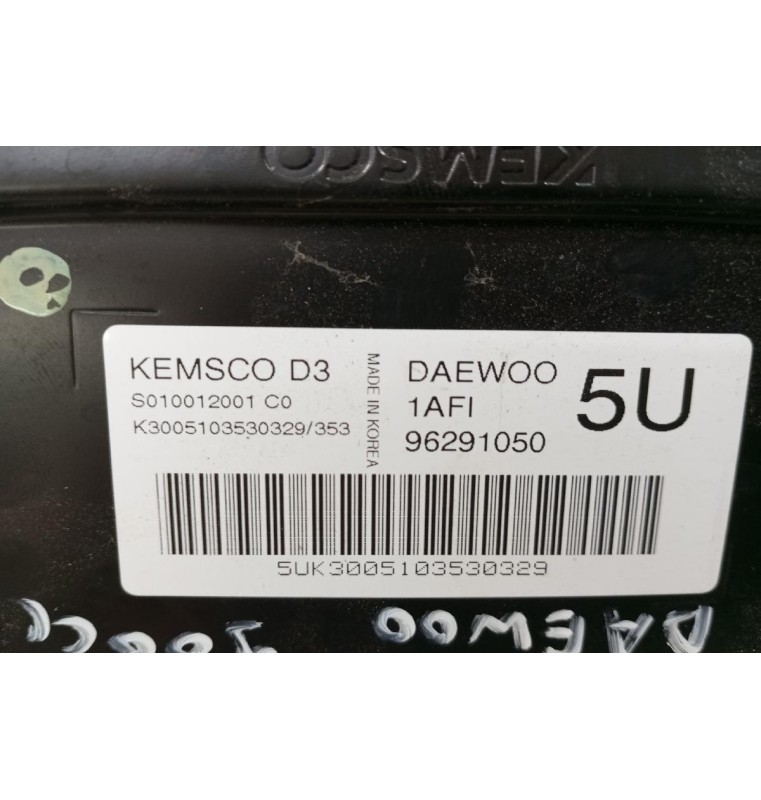 KEMSCO
KEMSCO D3
S010012001 C0
K3005103530329/353
MADE IN KOREA
DAEWOO
1AFI
96291050
5U
5UK3005103530329
DAEWOO